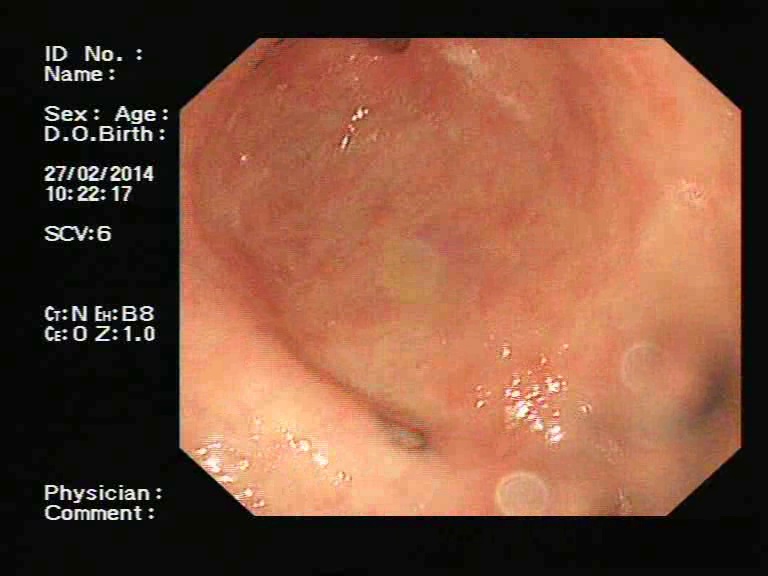 ID No. :
Name:
Sex: Age:
D.O.Birth:
27/02/2014
10:22:17
SCV:6
CT:N EH:B8
CE:0 Z:1.0
Physician:
Comment: